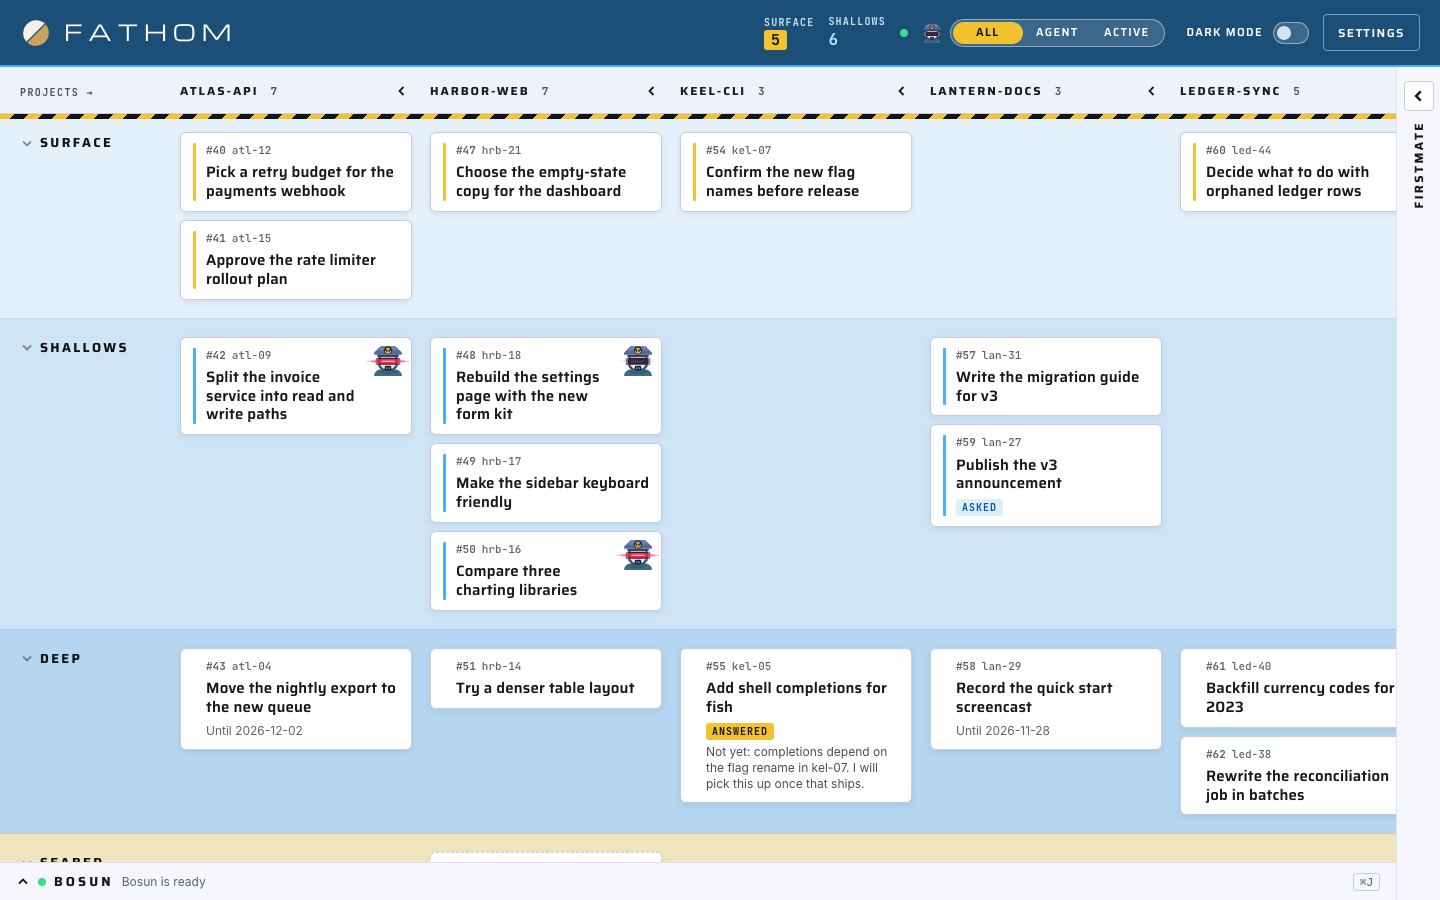 FATHOM
SURFACE
5
SHALLOWS
6
ALL
AGENT
ACTIVE
DARK MODE
SETTINGS
PROJECTS →
ATLAS-API 7
HARBOR-WEB 7
KEEL-CLI 3
LANTERN-DOCS 3
LEDGER-SYNC 5
FIRSTMATE
SURFACE
#40 atl-12
Pick a retry budget for the
payments webhook
#41 atl-15
Approve the rate limiter
rollout plan
#47 hrb-21
Choose the empty-state
copy for the dashboard
#54 kel-07
Confirm the new flag
names before release
#60 led-44
Decide what to do with
orphaned ledger rows
SHALLOWS
#42 atl-09
Split the invoice
service into read and
write paths
#48 hrb-18
Rebuild the settings
page with the new
form kit
#49 hrb-17
Make the sidebar keyboard
friendly
#50 hrb-16
Compare three
charting libraries
#57 lan-31
Write the migration guide
for v3
#59 lan-27
Publish the v3
announcement
ASKED
DEEP
#43 atl-04
Move the nightly export to
the new queue
Until 2026-12-02
#51 hrb-14
Try a denser table layout
#55 kel-05
Add shell completions for
fish
ANSWERED
Not yet: completions depend on
the flag rename in kel-07. I will
pick this up once that ships.
#58 lan-29
Record the quick start
screencast
Until 2026-11-28
#61 led-40
Backfill currency codes for
2023
#62 led-38
Rewrite the reconciliation
job in batches
SEABED
BOSUN Bosun is ready
⌘J